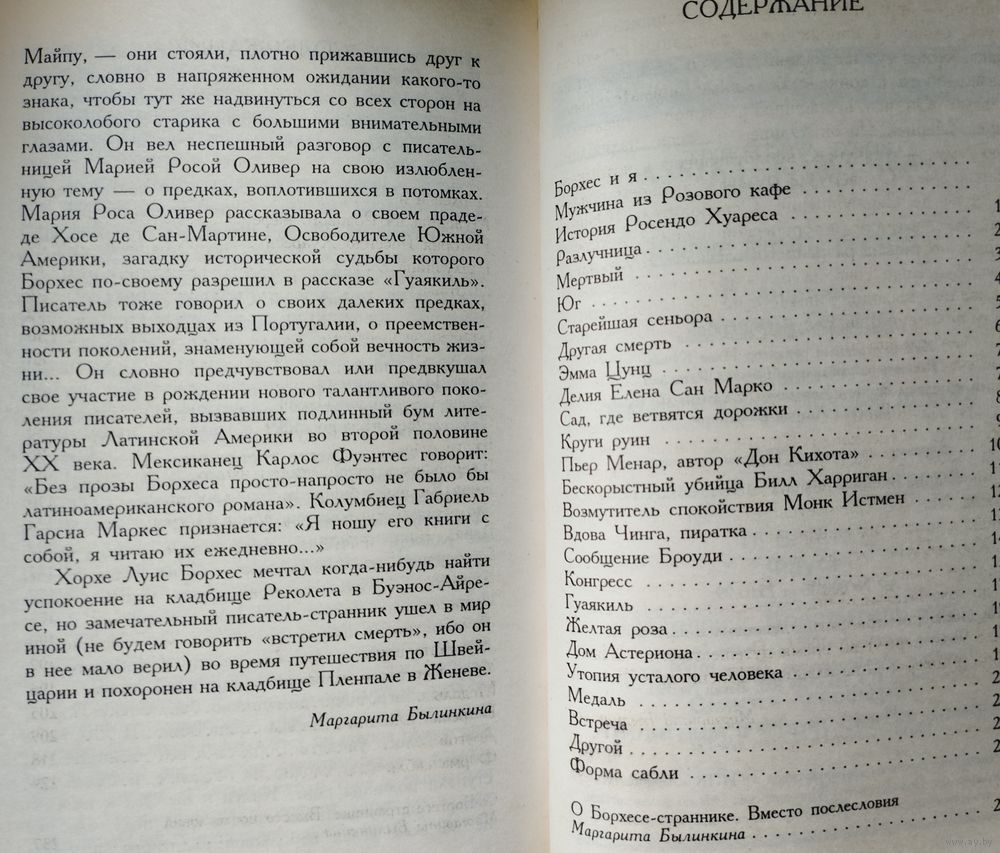 Майпу, — они стояли, плотно прижавшись друг к
другу, словно в напряженном ожидании какого-то
знака, чтобы тут же надвинуться со всех сторон на
высоколобого старика с большими внимательными
глазами. Он вел неспешный разговор с писатель-
ницей Марией Росой Оливер на свою излюблен-
ную тему — о предках, воплотившихся в потомках.
Мария Роса Оливер рассказывала о своем праде-
де Хосе де Сан-Мартине, Освободителе Южной
Америки, загадку исторической судьбы которого
Борхес по-своему разрешил в рассказе «Гуаякиль».
Писатель тоже говорил о своих далеких предках,
возможных выходцах из Португалии, о преемствен-
ности поколений, знаменующей собой вечность жиз-
ни... Он словно предчувствовал или предвкушал
свое участие в рождении нового талантливого поко-
ления писателей, вызвавших подлинный бум лите-
ратуры Латинской Америки во второй половине
XX века. Мексиканец Карлос Фуэнтес говорит:
«Без прозы Борхеса просто-напросто не было бы
латиноамериканского романа». Колумбиец Габриель
Гарсиа Маркес признается: «Я ношу его книги с
собой, я читаю их ежедневно...»
Хорхе Луис Борхес мечтал когда-нибудь найти
успокоение на кладбище Реколета в Буэнос-Айре-
се, но замечательный писатель-странник ушел в мир
иной (не будем говорить «встретил смерть», ибо он
в нее мало верил) во время путешествия по Швей-
царии и похоронен на кладбище Пленпале в Женеве.
Маргарита Былинкина
СОДЕРЖАНИЕ
Борхес и я
Мужчина из Розового кафе
История Росендо Хуареса
Разлучница
Мертвый
Юг
Старейшая сеньора
Другая смерть
Эмма Цунц
Делия Елена Сан Марко
Сад, где ветвятся дорожки
Круги руин
Пьер Менар, автор «Дон Кихота»
Бескорыстный убийца Билл Харриган
Возмутитель спокойствия Монк Истмен
Вдова Чинга, пиратка
Сообщение Броуди
Конгресс
Гуаякиль
Желтая роза
Дом Астериона
Утопия усталого человека
Медаль
Встреча
Другой
Форма сабли
О Борхесе-страннике. Вместо послесловия
Маргарита Былинкина
www.ay.by